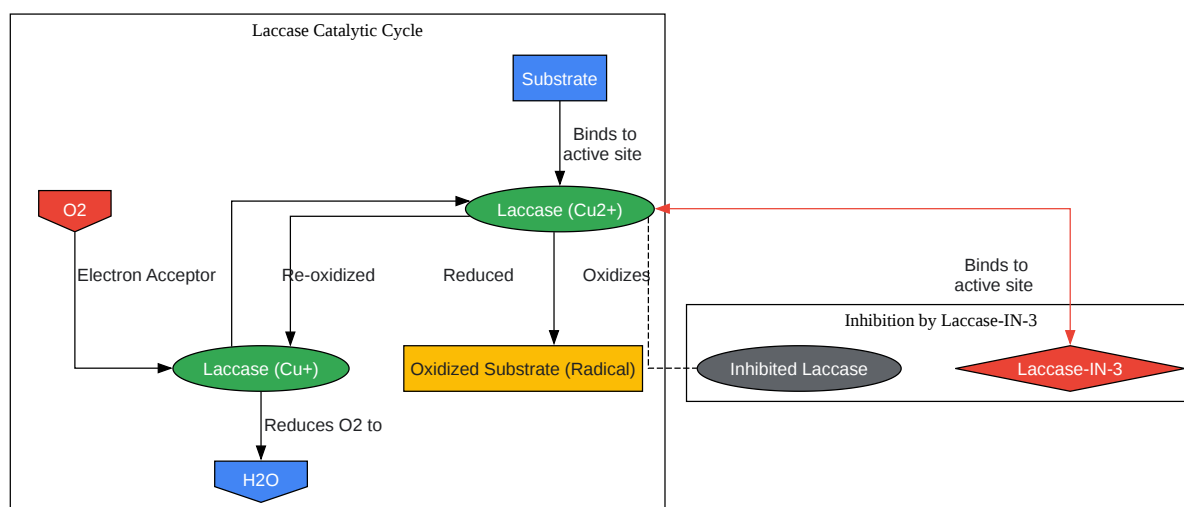 Laccase Catalytic Cycle
Substrate
Binds to
active site
O2
Laccase (Cu2+)
Electron Acceptor
Re-oxidized
Reduced
Oxidizes
Binds to
active site
Inhibition by Laccase-IN-3
Laccase (Cu+)
Oxidized Substrate (Radical)
Inhibited Laccase
Laccase-IN-3
Reduces O2 to
H2O